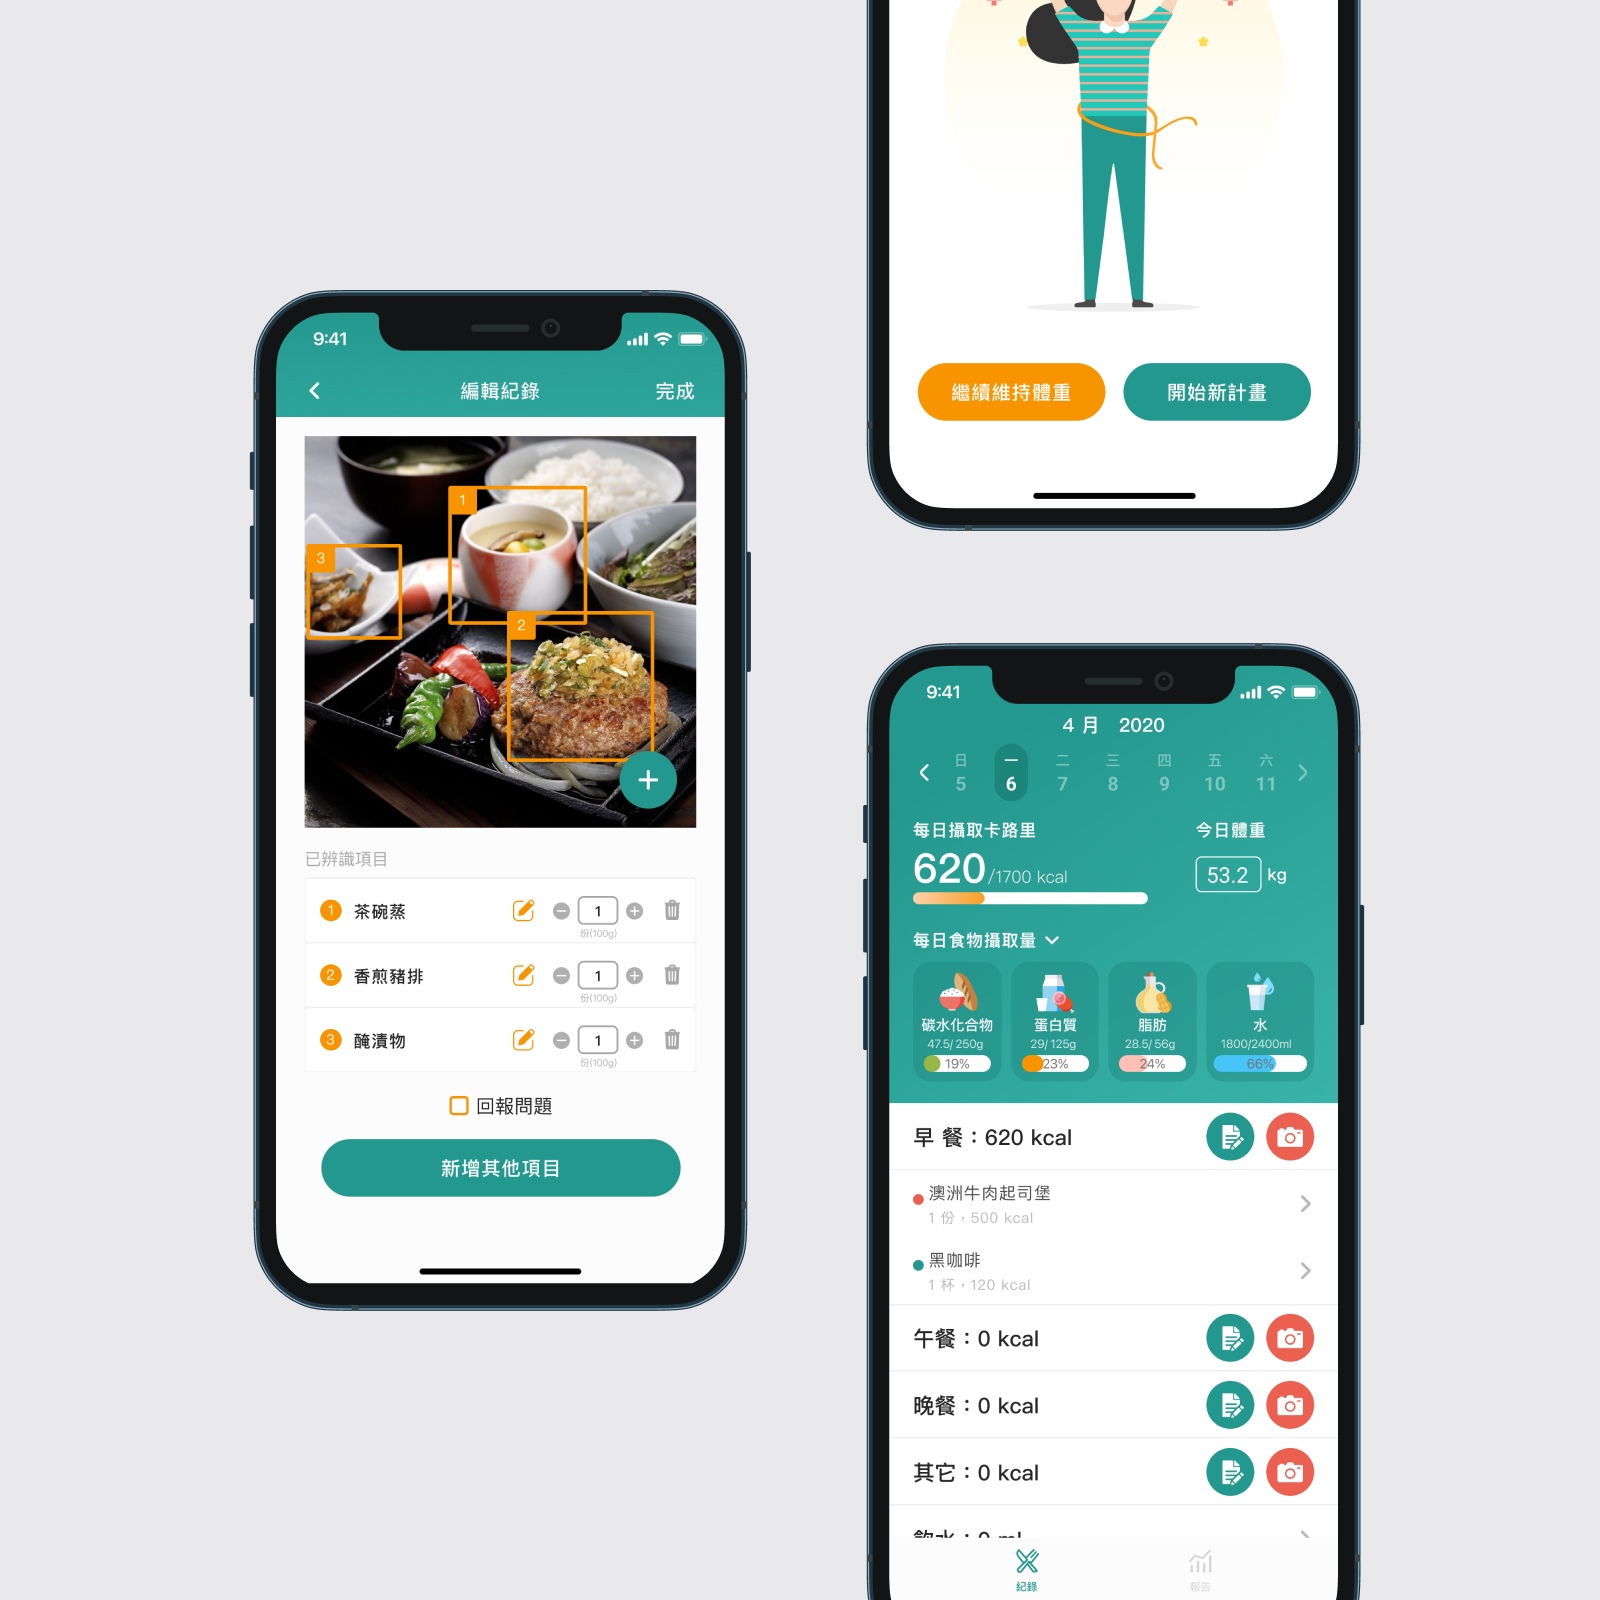 9:41
編輯紀錄
完成
1
3
2
已辨識項目
1 茶碗蒸 1
份(100g)
2 香煎豬排 1
份(100g)
3 醃漬物 1
份(100g)
回報問題
新增其他項目
繼續維持體重
開始新計畫
9:41
4 月 2020
日 一 二 三 四 五 六
5 6 7 8 9 10 11
每日攝取卡路里
620/1700 kcal
今日體重
53.2 kg
每日食物攝取量
碳水化合物
47.5/ 250g
19%
蛋白質
29/ 125g
23%
脂肪
28.5/ 56g
24%
水
1800/2400ml
66%
早 餐：620 kcal
澳洲牛肉起司堡
1 份，500 kcal
黑咖啡
1 杯，120 kcal
午餐：0 kcal
晚餐：0 kcal
其它：0 kcal
飲水：0 ml
紀錄
報告